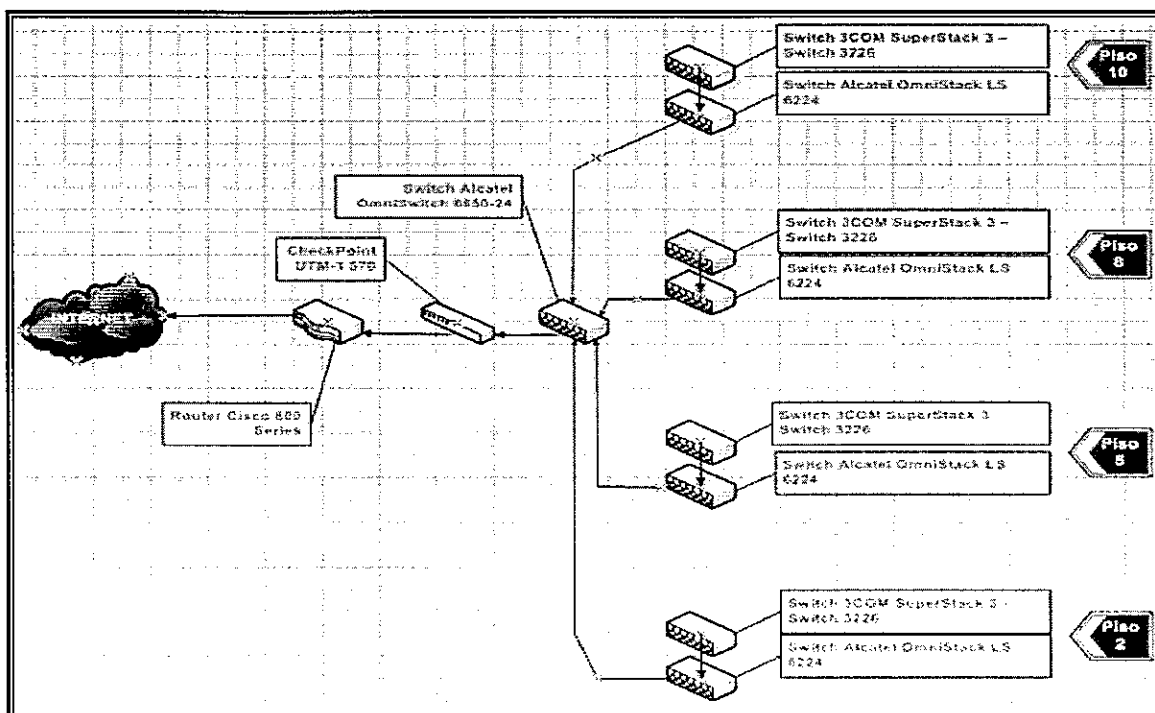 Switch 3COM SuperStack 3 –
Switch 3226
Piso
10
Switch Alcatel OmniStack LS
6224
Switch Alcatel
OmniSwitch 6850-24
Switch 3COM SuperStack 3 –
Switch 3226
Piso
8
CheckPoint
UTM-1 570
Switch Alcatel OmniStack LS
6224
INTERNET
Router Cisco 800
Series
Switch 3COM SuperStack 3
Switch 3226
Piso
5
Switch Alcatel OmniStack LS
6224
Switch 3COM SuperStack 3 –
Switch 3226
Piso
2
Switch Alcatel OmniStack LS
6224